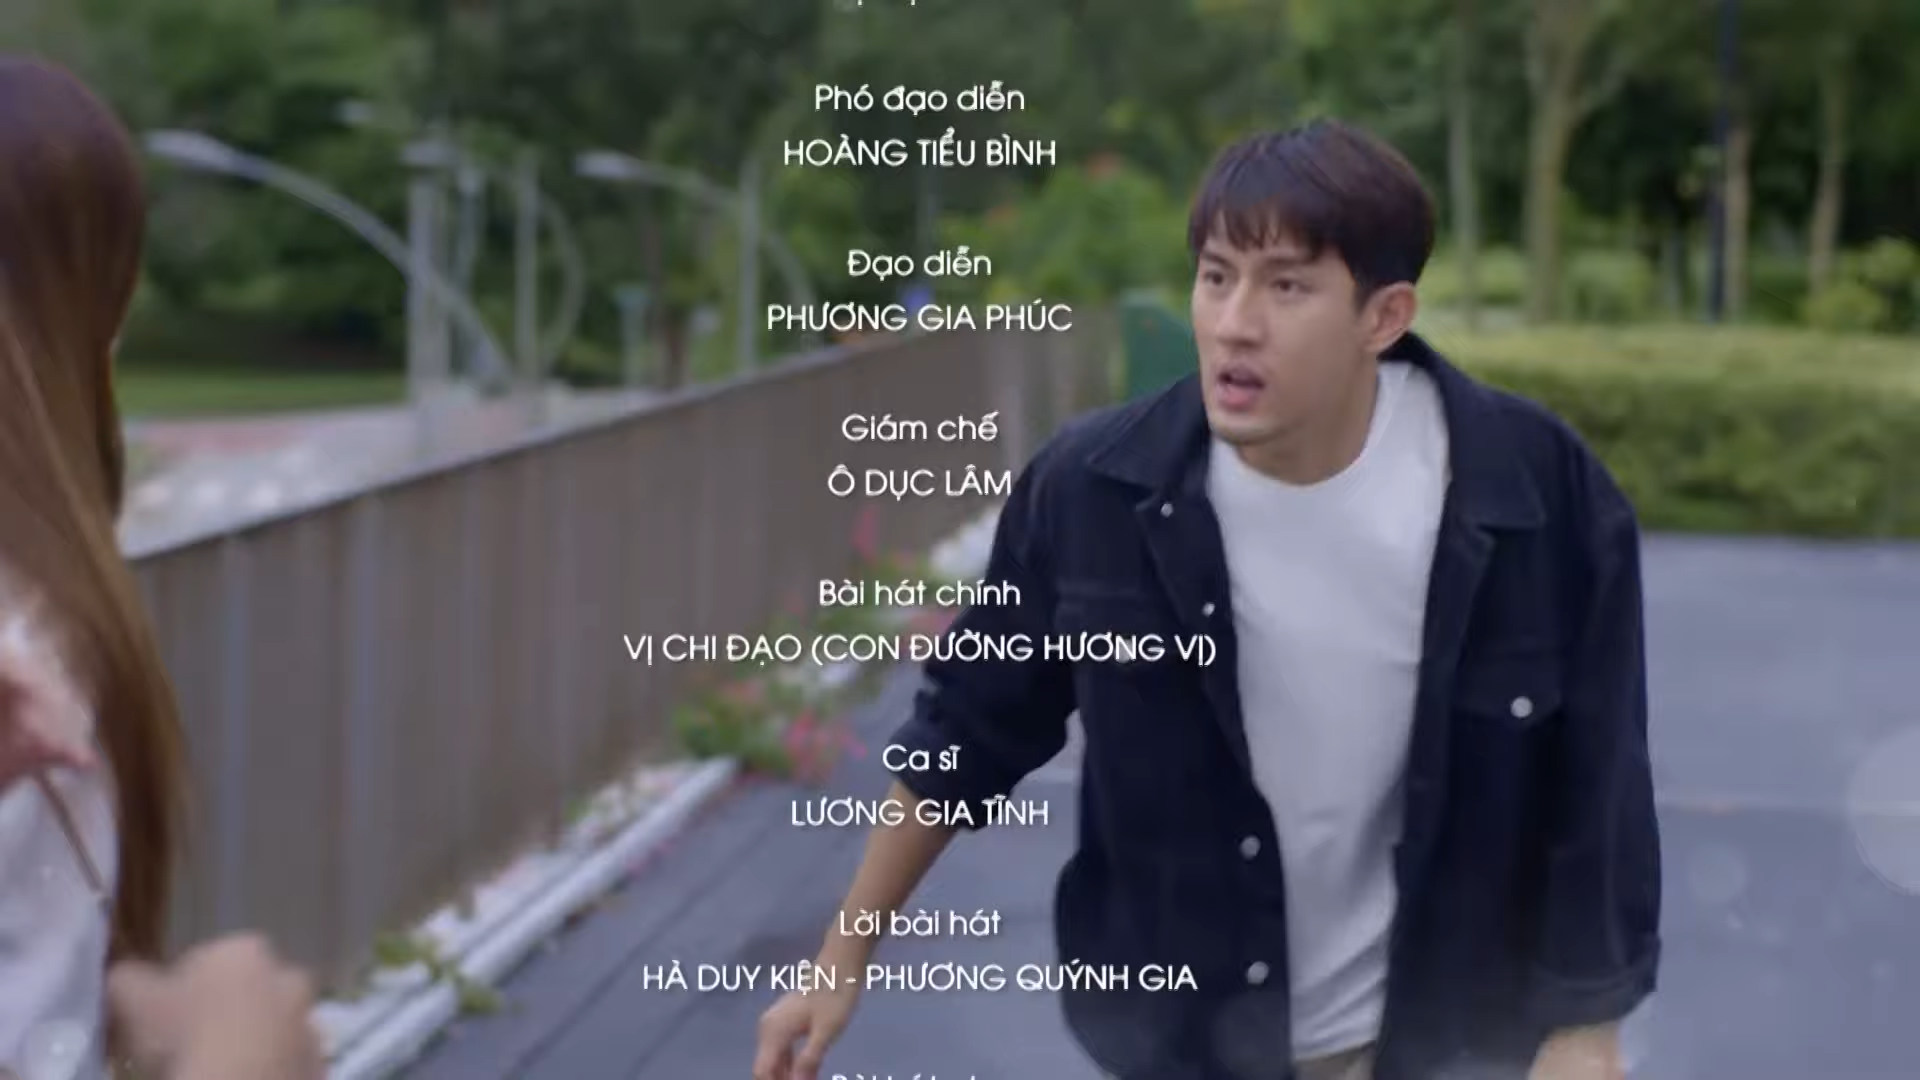 Phó đạo diễn
HOÀNG TIỂU BÌNH
Đạo diễn
PHƯƠNG GIA PHÚC
Giám chế
Ô DỤC LÂM
Bài hát chính
VỊ CHI ĐẠO (CON ĐƯỜNG HƯƠNG VỊ)
Ca sĩ
LƯƠNG GIA TĨNH
Lời bài hát
HÀ DUY KIỆN - PHƯƠNG QUÝNH GIA